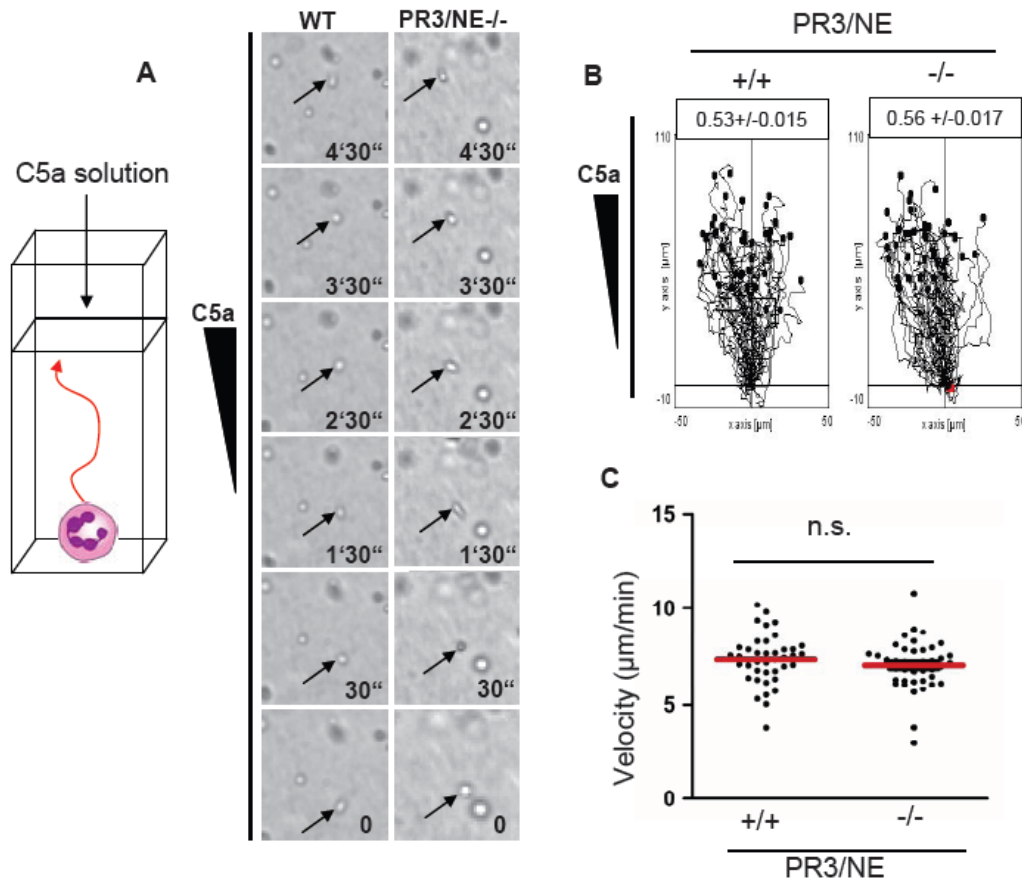 A
C5a solution
C5a
WT PR3/NE-/-
4‘30“ 4‘30“
3‘30“ 3‘30“
2‘30“ 2‘30“
1‘30“ 1‘30“
30“ 30“
0 0
PR3/NE
B +/+ -/-
0.53+/-0.015 0.56 +/-0.017
C5a
110 110
y axis [µm] y axis [µm]
-10 -10
-50 50 -50 50
x axis [µm] x axis [µm]
C
n.s.
Velocity (µm/min)
15
10
5
0
+/+ -/-
PR3/NE